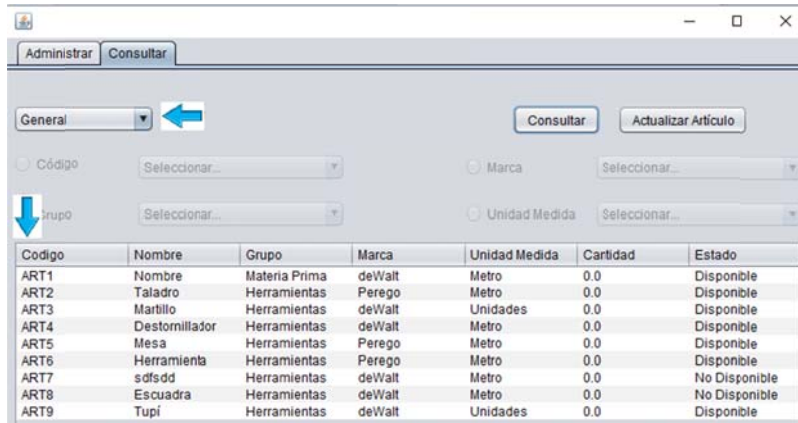 Administrar Consultar
General Consultar Actualizar Artículo
Código Seleccionar... Marca Seleccionar...
Grupo Seleccionar... Unidad Medida Seleccionar...
Codigo Nombre Grupo Marca Unidad Medida Cantidad Estado
ART1 Nombre Materia Prima deWalt Metro 0.0 Disponible
ART2 Taladro Herramientas Perego Metro 0.0 Disponible
ART3 Martillo Herramientas deWalt Unidades 0.0 Disponible
ART4 Destornillador Herramientas deWalt Metro 0.0 Disponible
ART5 Mesa Herramientas Perego Metro 0.0 Disponible
ART6 Herramienta Herramientas Perego Metro 0.0 Disponible
ART7 sdfsdd Herramientas deWalt Metro 0.0 No Disponible
ART8 Escuadra Herramientas deWalt Metro 0.0 No Disponible
ART9 Tupí Herramientas deWalt Unidades 0.0 Disponible